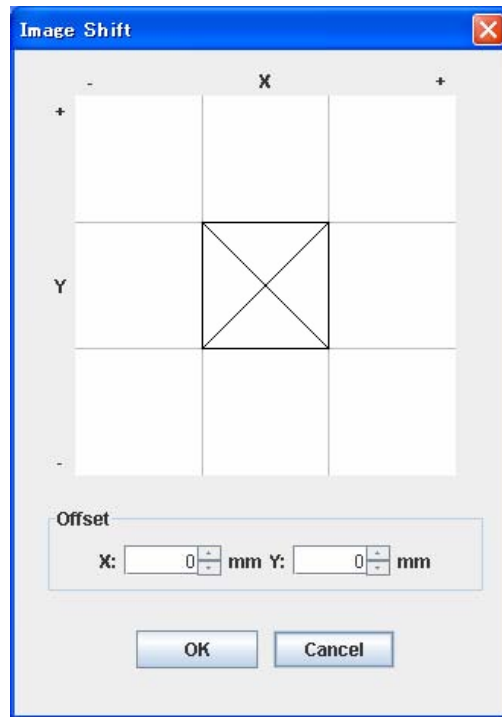 Image Shift
- X +
+
Y
-
Offset
X: 0 mm Y: 0 mm
OK Cancel